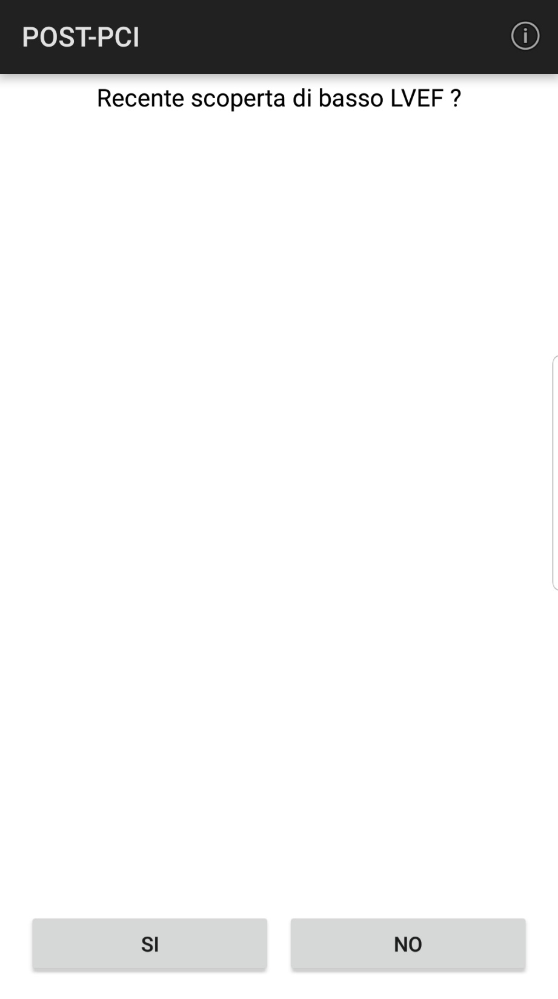 POST-PCI
Recente scoperta di basso LVEF ?
SI
NO